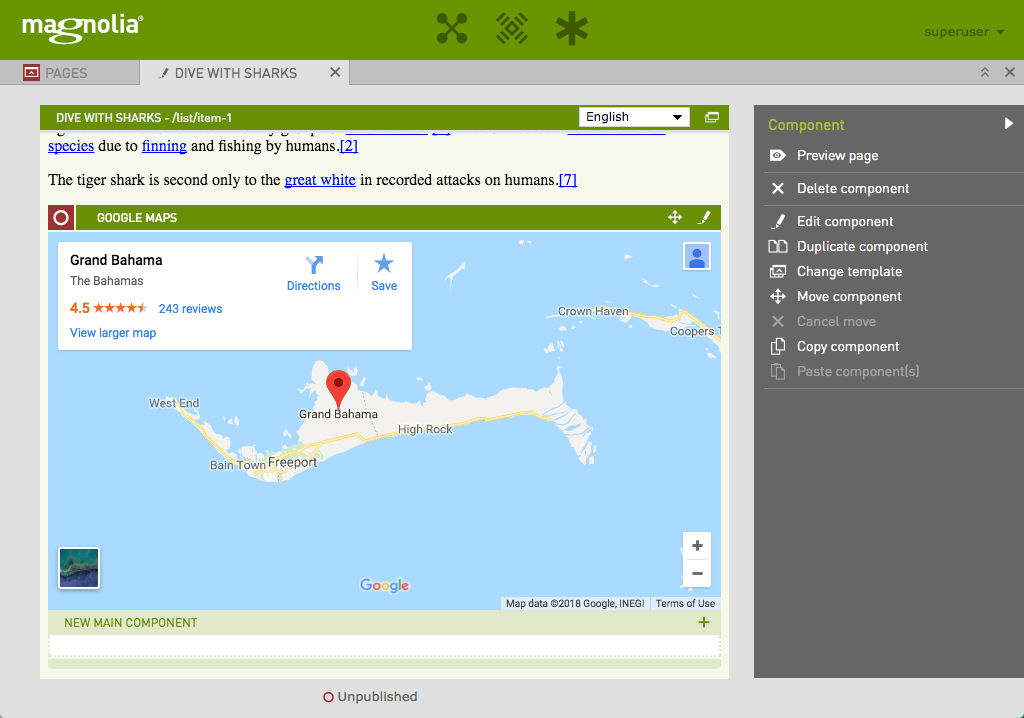 magnolia®
superuser
PAGES
DIVE WITH SHARKS
DIVE WITH SHARKS - /list/item-1
English
species due to finning and fishing by humans.[2]
The tiger shark is second only to the great white in recorded attacks on humans.[7]
GOOGLE MAPS
Grand Bahama
The Bahamas
4.5 243 reviews
View larger map
Directions
Save
Crown Haven
Coopers T
West End
Grand Bahama
High Rock
Bain Town
Freeport
Google
Map data ©2018 Google, INEGI
Terms of Use
NEW MAIN COMPONENT
Unpublished
Component
Preview page
Delete component
Edit component
Duplicate component
Change template
Move component
Cancel move
Copy component
Paste component(s)